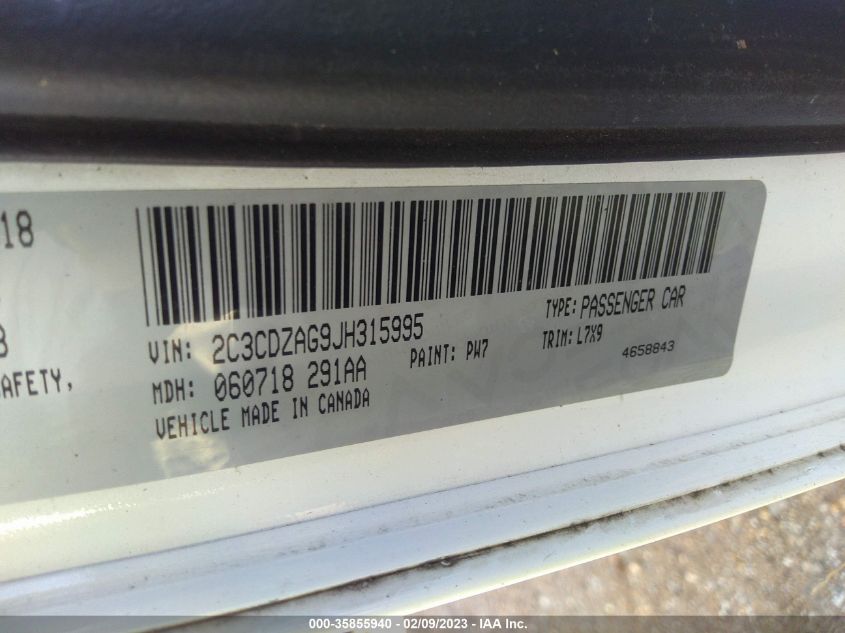 18
VIN: 2C3CDZAG9JH315995
TYPE: PASSENGER CAR
AFETY,
MDH: 060718 291AA
PAINT: PW7
TRIM: L7X9
4658843
VEHICLE MADE IN CANADA
000-35855940 - 02/09/2023 - IAA Inc.